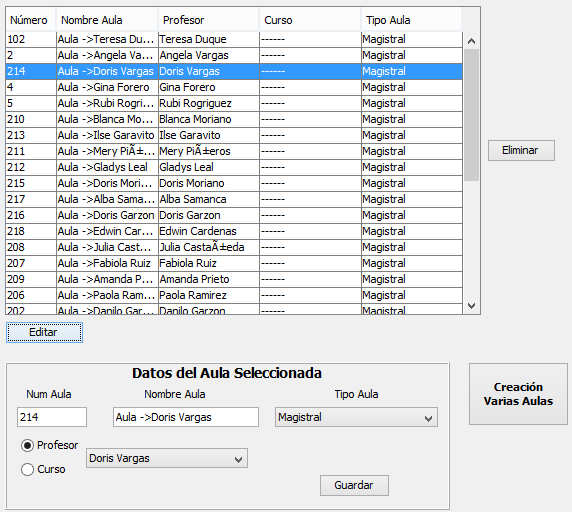 Número Nombre Aula Profesor Curso Tipo Aula
102 Aula ->Teresa Du... Teresa Duque ------ Magistral
2 Aula ->Angela Va... Angela Vargas ------ Magistral
214 Aula ->Doris Vargas Doris Vargas ------ Magistral
4 Aula ->Gina Forero Gina Forero ------ Magistral
5 Aula ->Rubi Rogri... Rubi Rogriguez ------ Magistral
210 Aula ->Blanca Mo... Blanca Moriano ------ Magistral
213 Aula ->Ilse Garavito Ilse Garavito ------ Magistral
211 Aula ->Mery PiÃ±... Mery PiÃ±eros ------ Magistral
212 Aula ->Gladys Leal Gladys Leal ------ Magistral
215 Aula ->Doris Mori... Doris Moriano ------ Magistral
217 Aula ->Alba Sama... Alba Samanca ------ Magistral
216 Aula ->Doris Garzon Doris Garzon ------ Magistral
218 Aula ->Edwin Car... Edwin Cardenas ------ Magistral
208 Aula ->Julia Cast... Julia CastaÃ±eda ------ Magistral
207 Aula ->Fabiola Ruiz Fabiola Ruiz ------ Magistral
209 Aula ->Amanda P... Amanda Prieto ------ Magistral
206 Aula ->Paola Ram... Paola Ramirez ------ Magistral
202 Aula ->Danilo Gar... Danilo Garzon ------ Magistral
Eliminar
Editar
Datos del Aula Seleccionada
Num Aula Nombre Aula Tipo Aula
214 Aula ->Doris Vargas Magistral
Profesor
Curso
Doris Vargas
Guardar
Creación
Varias Aulas